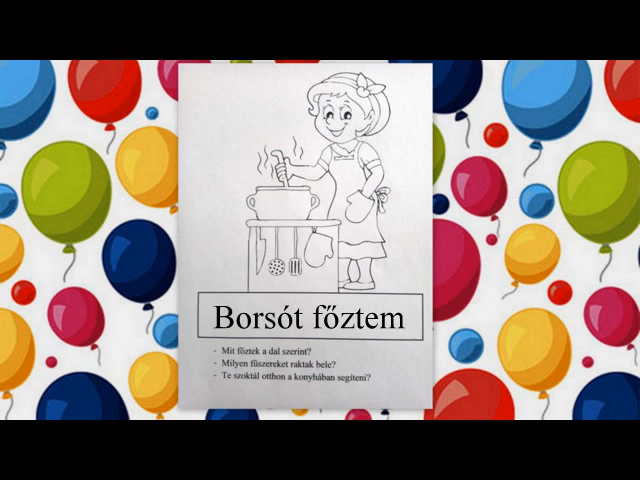 Borsót főztem
- Mit főztek a dal szerint?
- Milyen fűszereket raktak bele?
- Te szoktál otthon a konyhában segíteni?